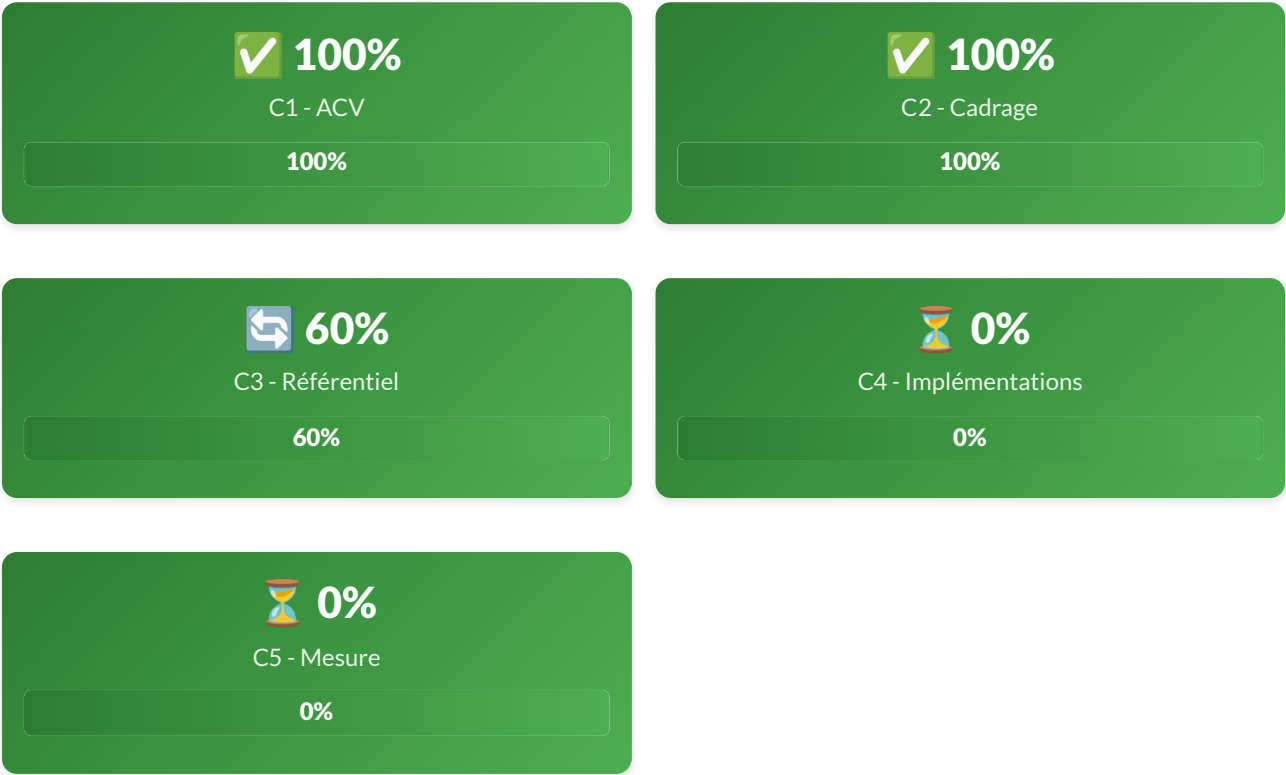 ✅ 100%
C1 - ACV
100%
✅ 100%
C2 - Cadrage
100%
🔄 60%
C3 - Référentiel
60%
⏳ 0%
C4 - Implémentations
0%
⏳ 0%
C5 - Mesure
0%